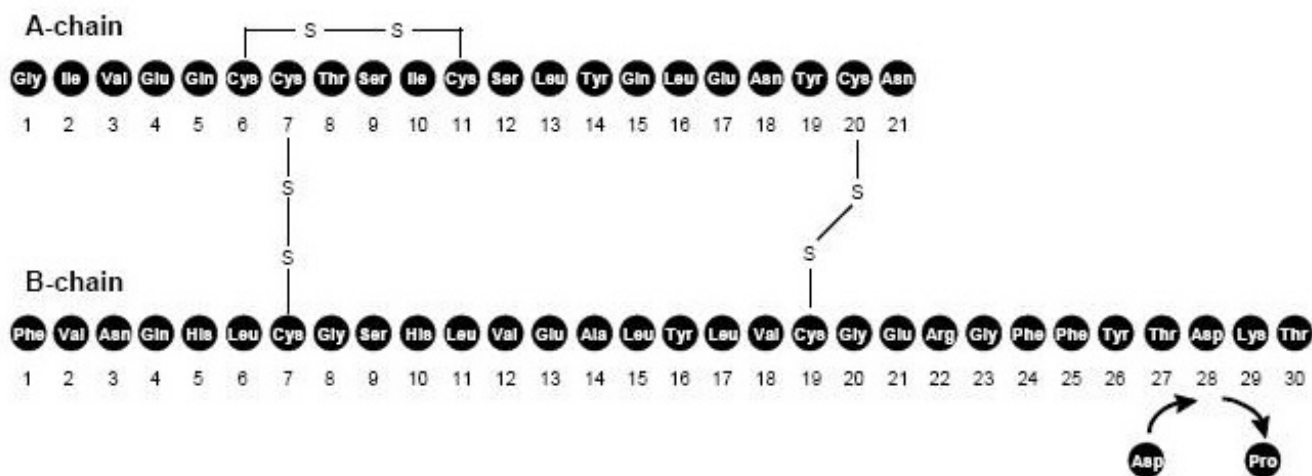 A-chain
S S
Gly Ile Val Glu Gln Cys Cys Thr Ser Ile Cys Ser Leu Tyr Gln Leu Glu Asn Tyr Cys Asn
1 2 3 4 5 6 7 8 9 10 11 12 13 14 15 16 17 18 19 20 21
S S
S S
B-chain
Phe Val Asn Gln His Leu Cys Gly Ser His Leu Val Glu Ala Leu Tyr Leu Val Cys Gly Glu Arg Gly Phe Phe Tyr Thr Asp Lys Thr
1 2 3 4 5 6 7 8 9 10 11 12 13 14 15 16 17 18 19 20 21 22 23 24 25 26 27 28 29 30
Asp Pro